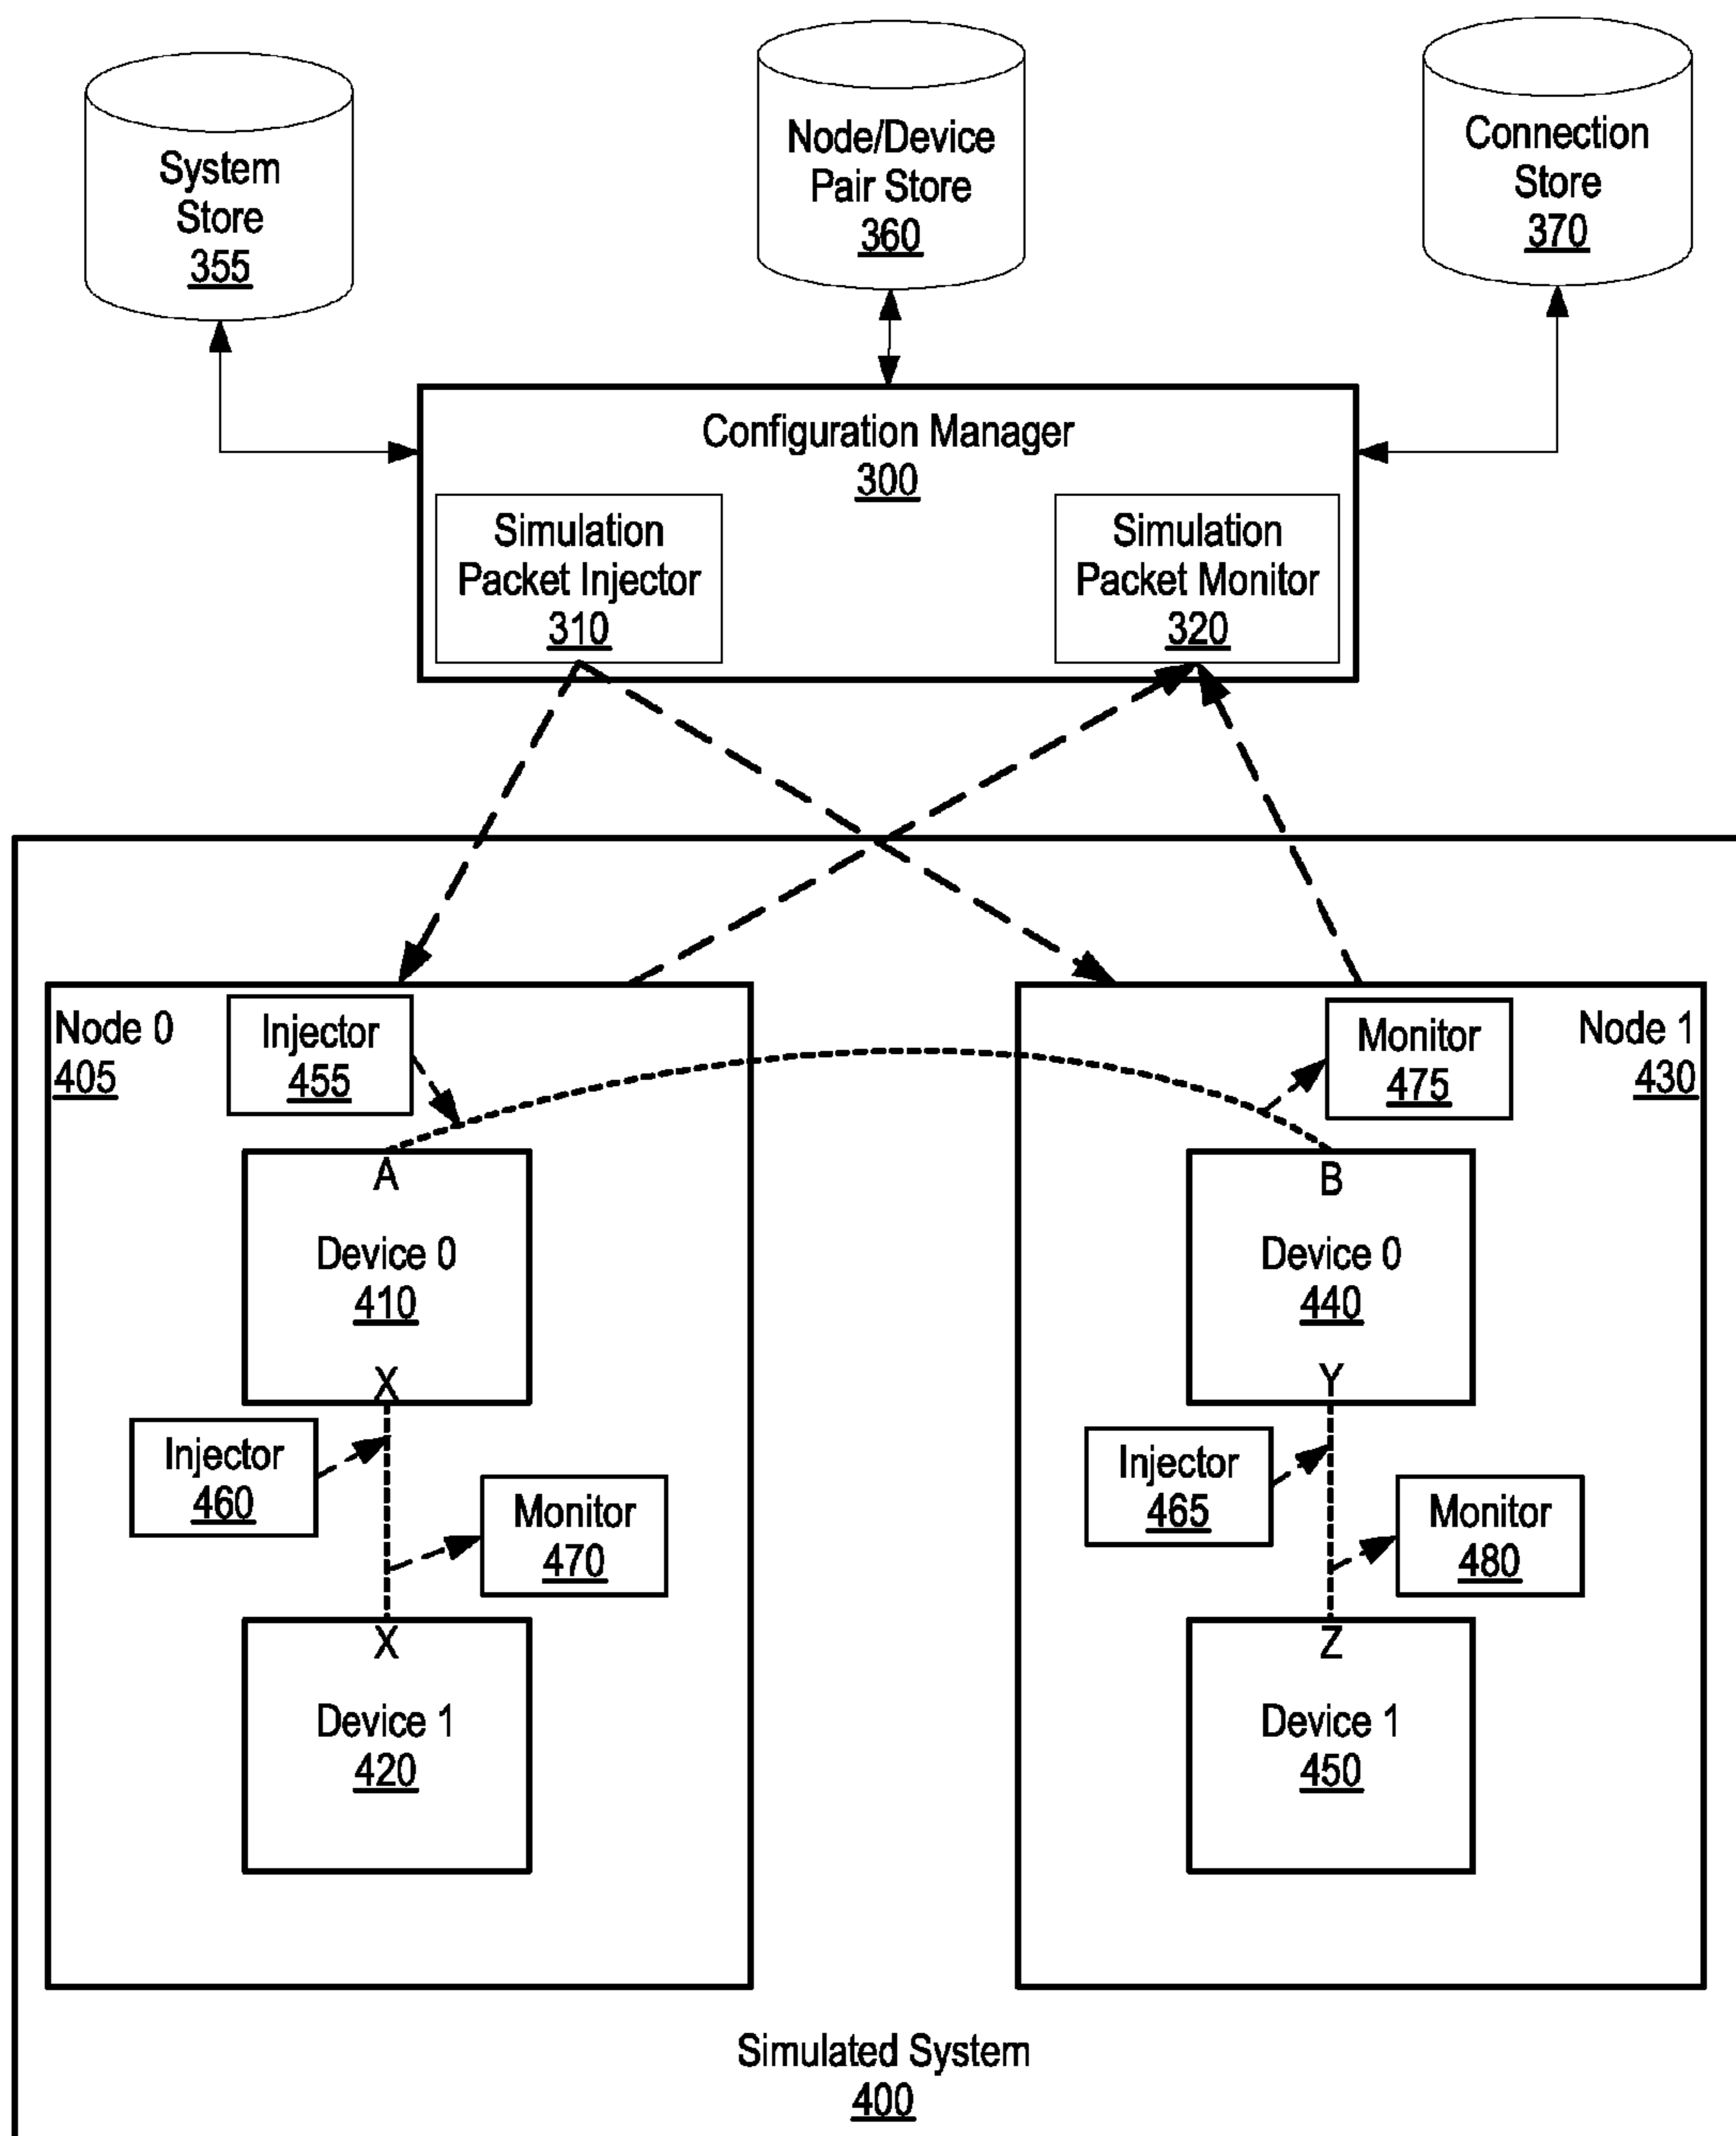 System
Store
355
Node/Device
Pair Store
360
Connection
Store
370
Configuration Manager
300
Simulation
Packet Injector
310
Simulation
Packet Monitor
320
Node 0
405
Injector
455
Monitor
475
Node 1
430
A
Device 0
410
X
B
Device 0
440
Y
Injector
460
Monitor
470
Injector
465
Monitor
480
X
Device 1
420
Z
Device 1
450
Simulated System
400